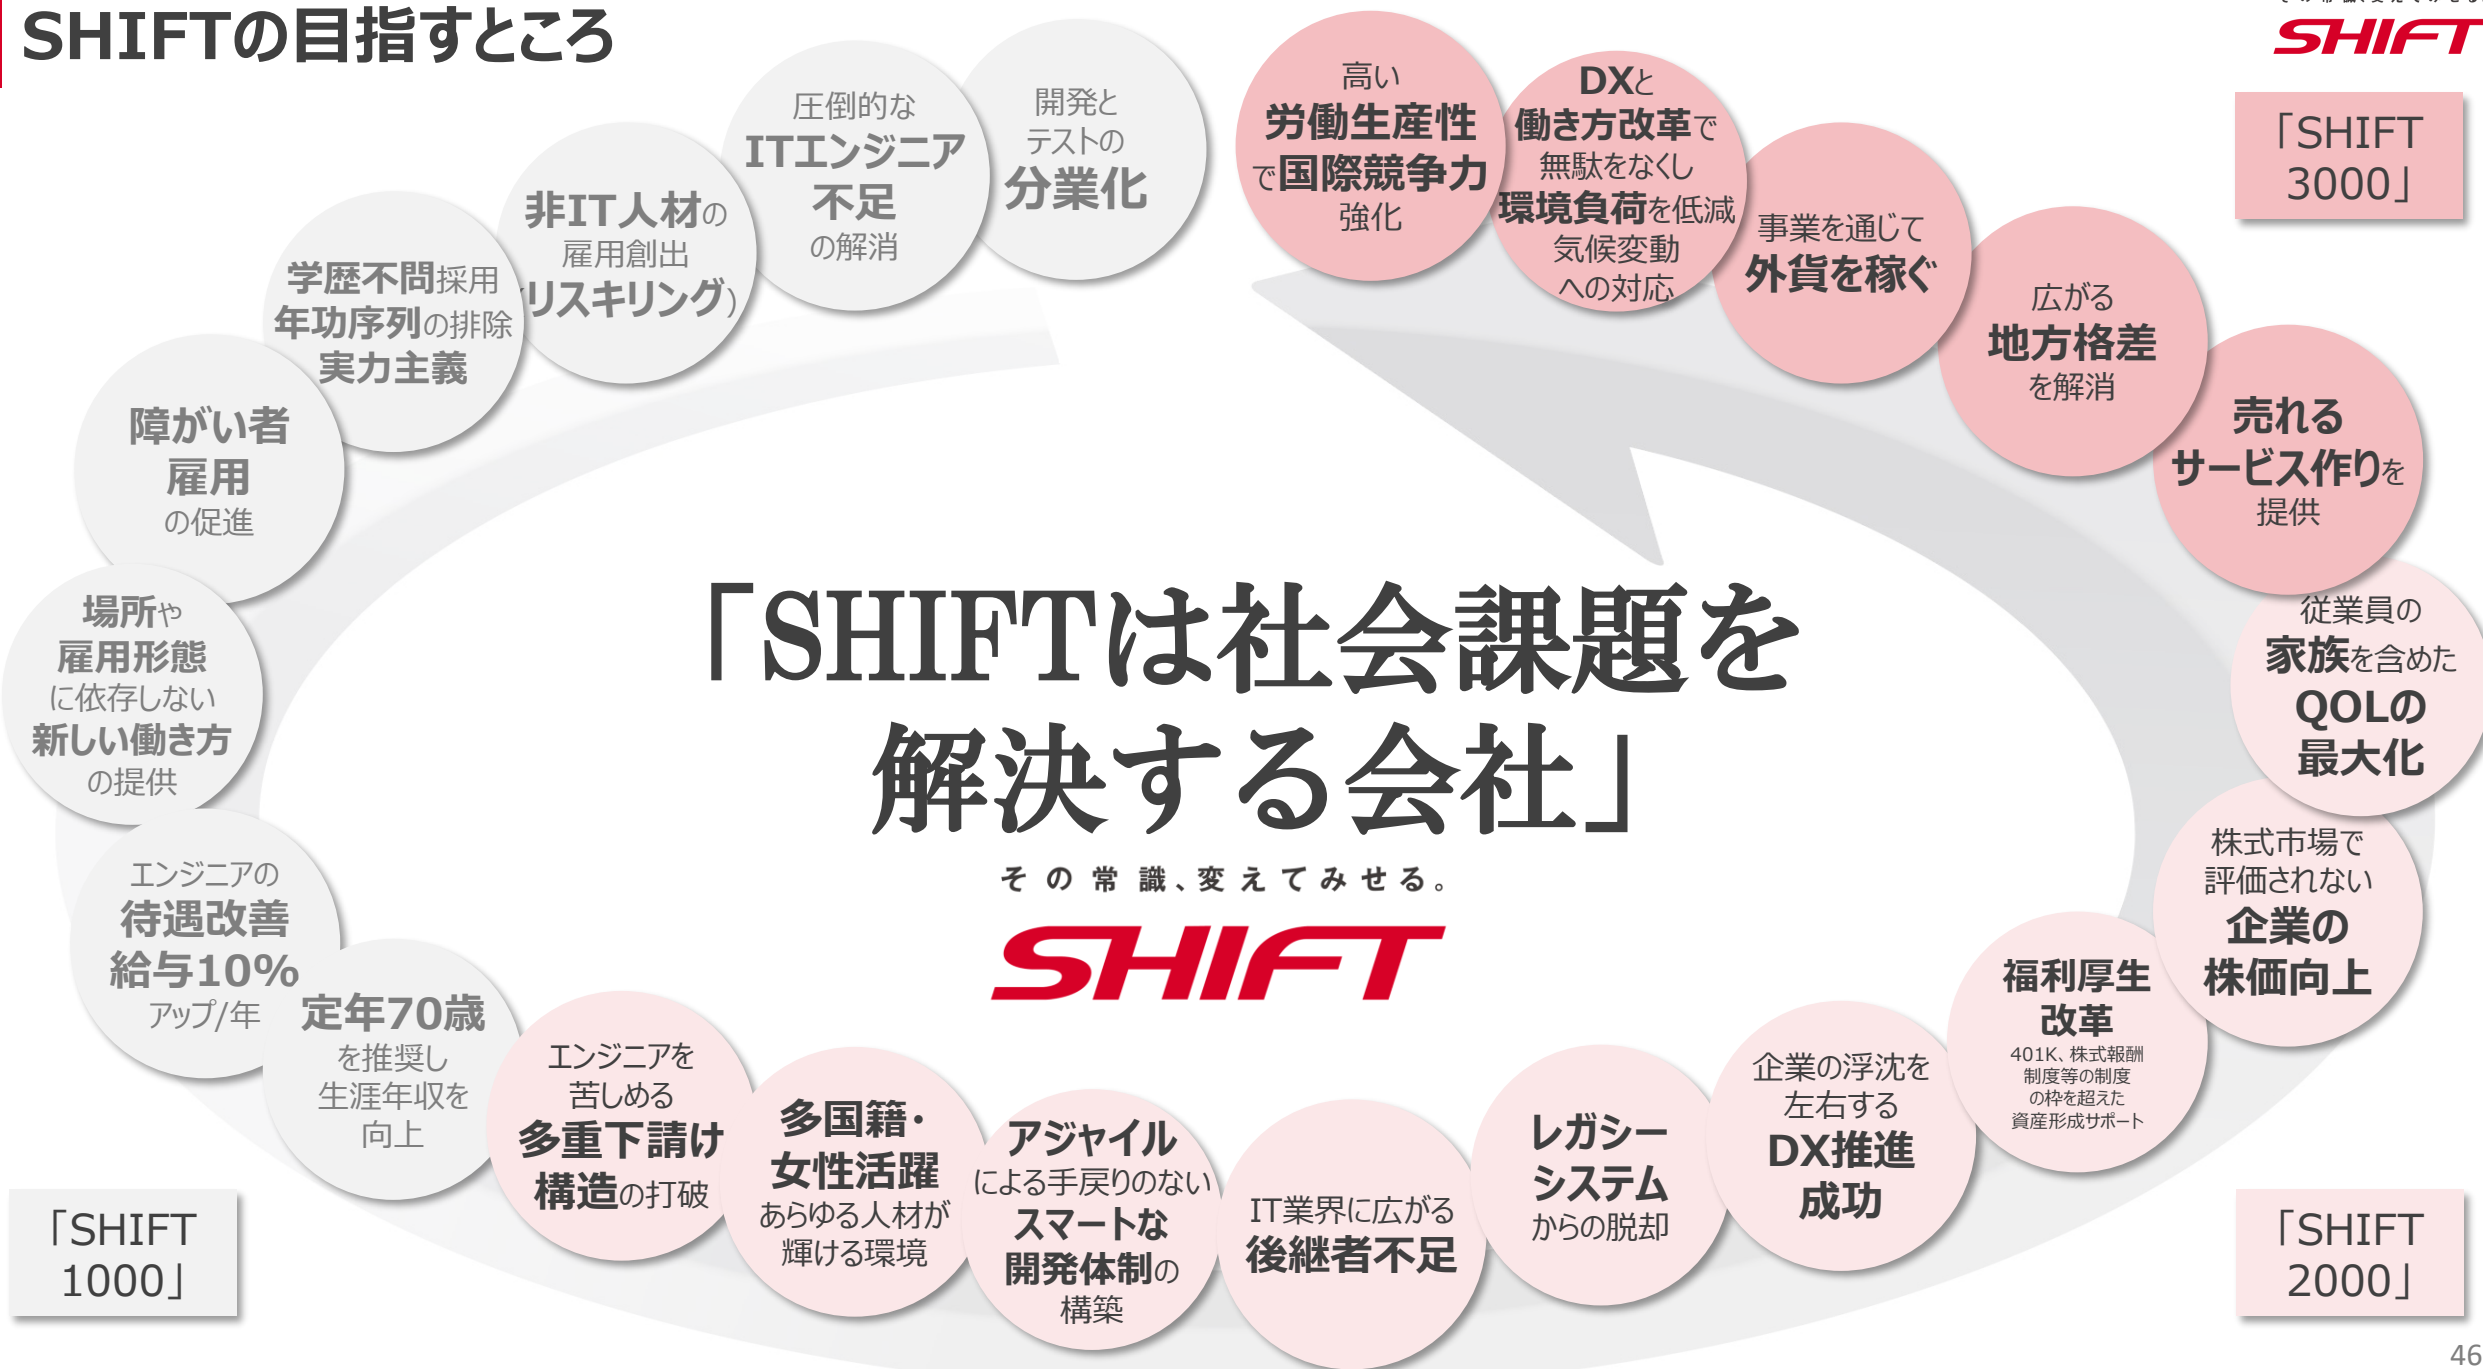 SHIFTの目指すところ
その常識、変えてみせる。
SHIFT
「SHIFT
3000」
開発と
テストの
分業化
圧倒的な
ITエンジニア
不足
の解消
非IT人材の
雇用創出
(リスキリング)
学歴不問採用
年功序列の排除
実力主義
障がい者
雇用
の促進
場所や
雇用形態
に依存しない
新しい働き方
の提供
エンジニアの
待遇改善
給与10%
アップ/年
定年70歳
を推奨し
生涯年収を
向上
「SHIFT
1000」
エンジニアを
苦しめる
多重下請け
構造の打破
多国籍・
女性活躍
あらゆる人材が
輝ける環境
アジャイル
による手戻りのない
スマートな
開発体制の
構築
IT業界に広がる
後継者不足
レガシー
システム
からの脱却
企業の浮沈を
左右する
DX推進
成功
福利厚生
改革
401K、株式報酬
制度等の制度
の枠を超えた
資産形成サポート
株式市場で
評価されない
企業の
株価向上
従業員の
家族を含めた
QOLの
最大化
「SHIFT
2000」
売れる
サービス作りを
提供
広がる
地方格差
を解消
事業を通じて
外貨を稼ぐ
DXと
働き方改革で
無駄をなくし
環境負荷を低減
気候変動
への対応
高い
労働生産性
で国際競争力
強化
「SHIFTは社会課題を
解決する会社」
その常識、変えてみせる。
SHIFT
46